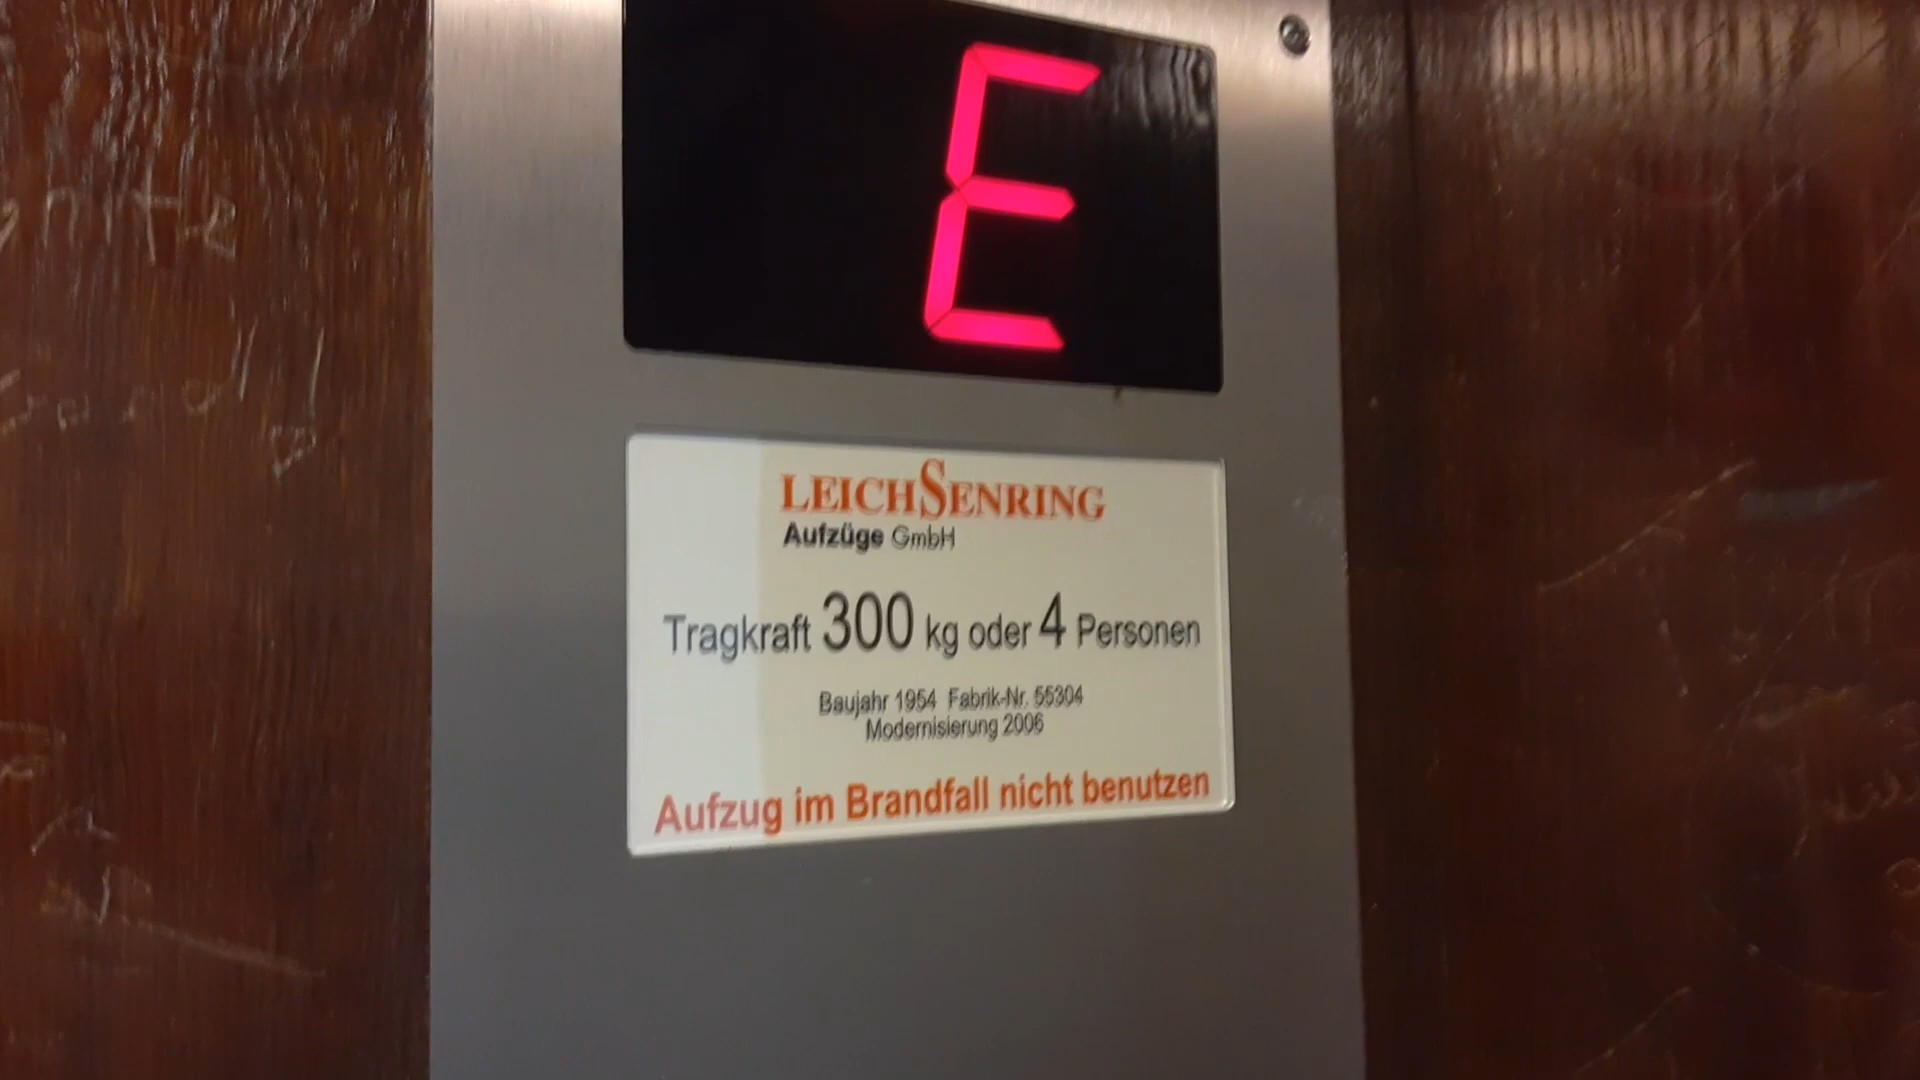 E
LEICHSENRING
Aufzüge GmbH
Tragkraft 300 kg oder 4 Personen
Baujahr 1954 Fabrik-Nr. 55304
Modernisierung 2006
Aufzug im Brandfall nicht benutzen